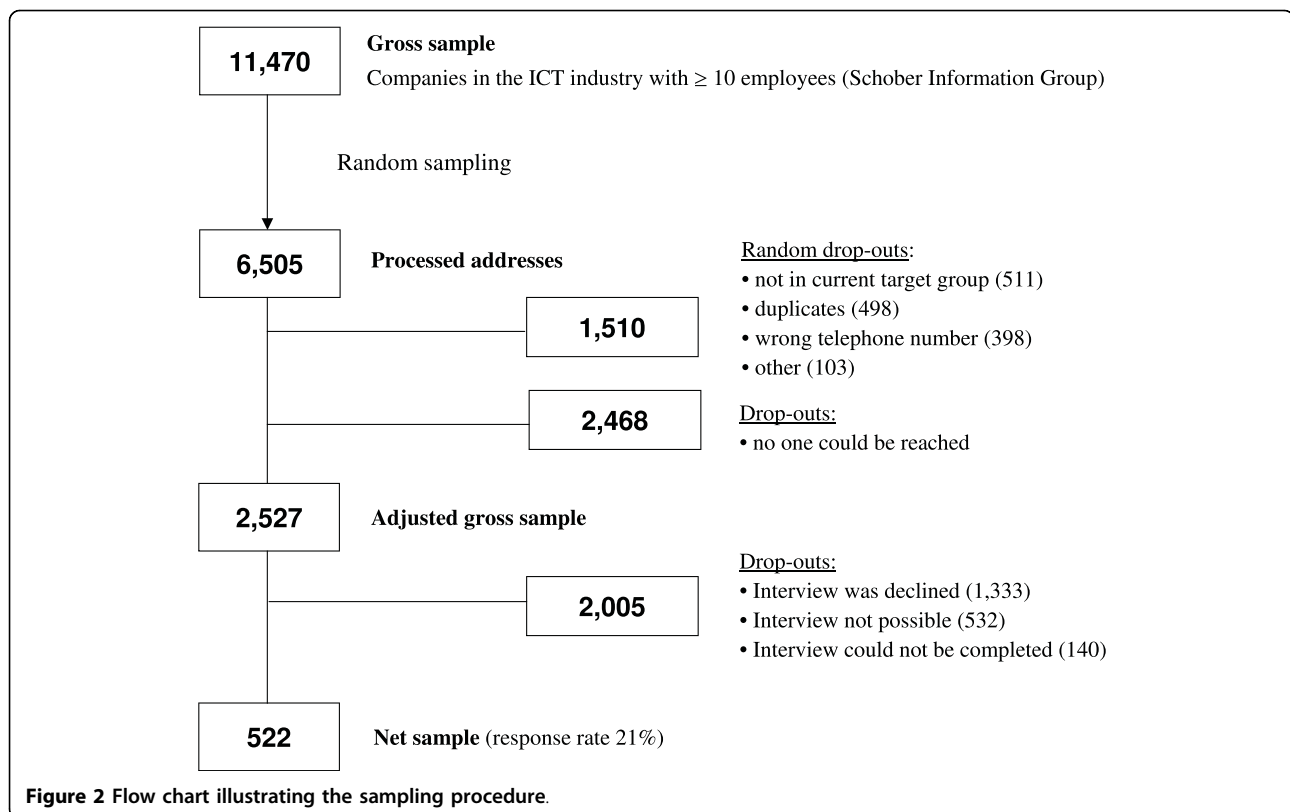 11,470
Gross sample
Companies in the ICT industry with ≥ 10 employees (Schober Information Group)
Random sampling
6,505
Processed addresses
1,510
Random drop-outs:
• not in current target group (511)
• duplicates (498)
• wrong telephone number (398)
• other (103)
2,468
Drop-outs:
• no one could be reached
2,527
Adjusted gross sample
2,005
Drop-outs:
• Interview was declined (1,333)
• Interview not possible (532)
• Interview could not be completed (140)
522
Net sample (response rate 21%)
Figure 2 Flow chart illustrating the sampling procedure.